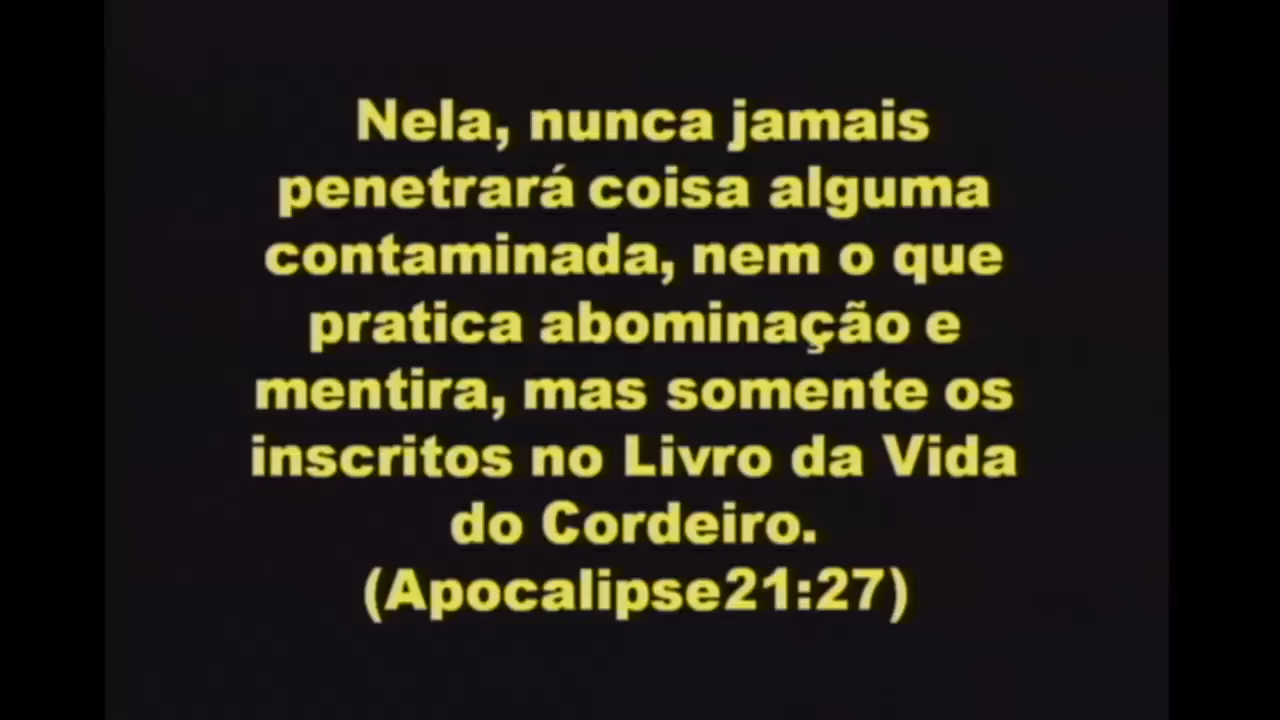 Nela, nunca jamais
penetrará coisa alguma
contaminada, nem o que
pratica abominação e
mentira, mas somente os
inscritos no Livro da Vida
do Cordeiro.
(Apocalipse21:27)